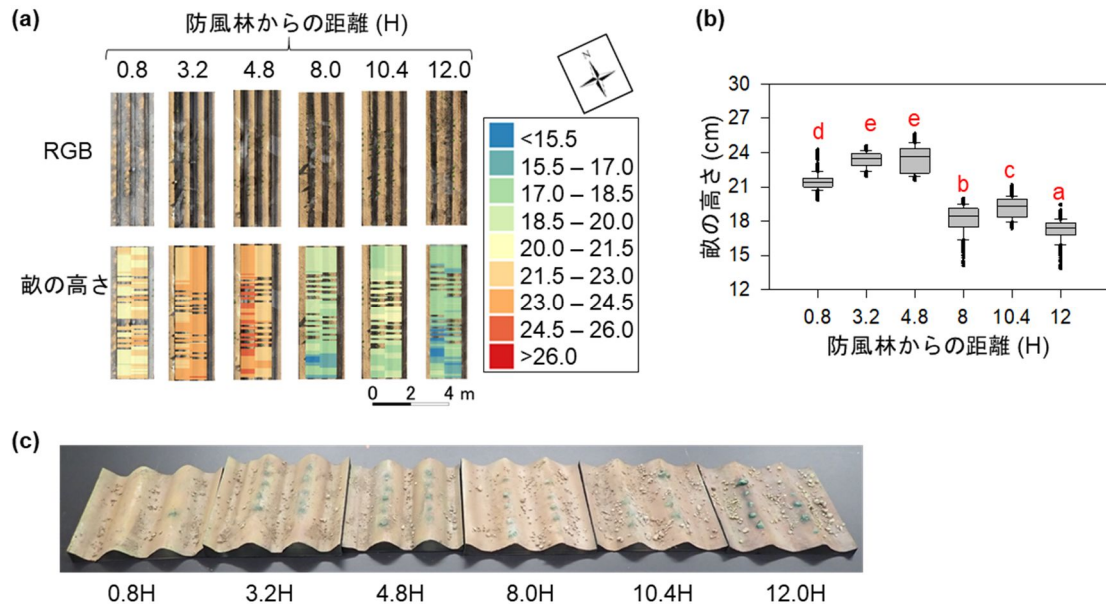 (a)
防風林からの距離 (H)
0.8 3.2 4.8 8.0 10.4 12.0
RGB
畝の高さ
N
<15.5
15.5 – 17.0
17.0 – 18.5
18.5 – 20.0
20.0 – 21.5
21.5 – 23.0
23.0 – 24.5
24.5 – 26.0
>26.0
0 2 4 m
(b)
畝の高さ (cm)
30
27
24
21
18
15
12
d e e b c a
0.8 3.2 4.8 8 10.4 12
防風林からの距離 (H)
(c)
0.8H 3.2H 4.8H 8.0H 10.4H 12.0H